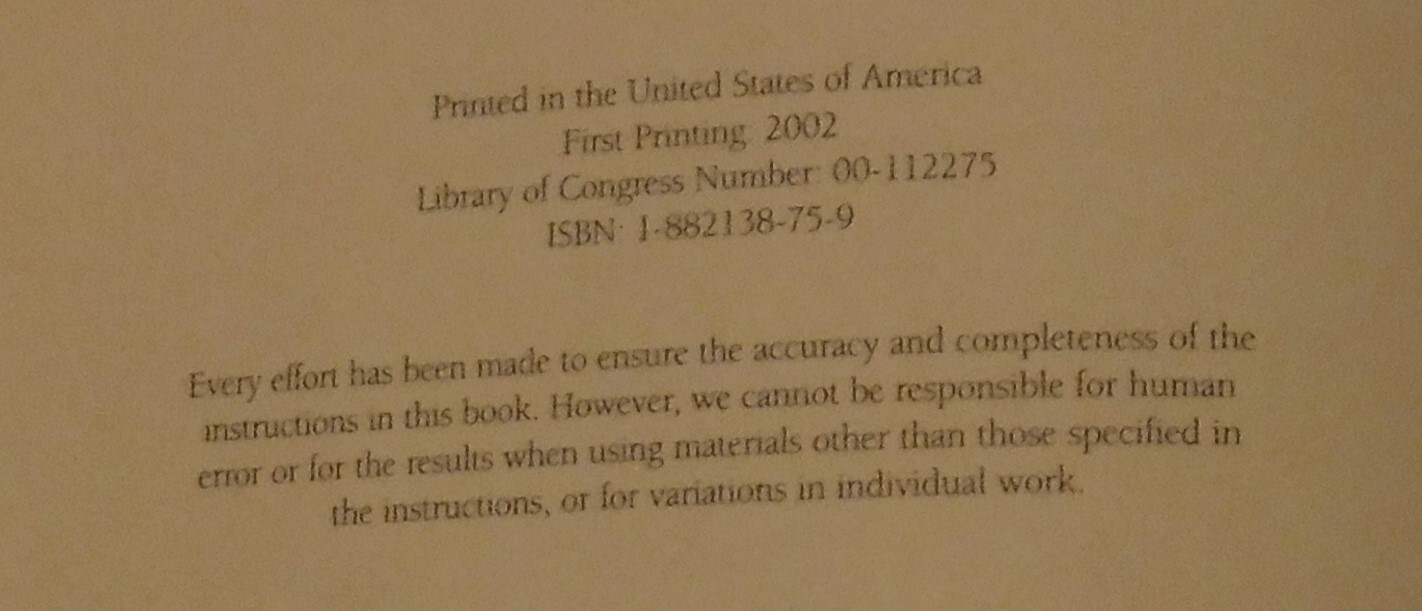 Printed in the United States of America
First Printing: 2002
Library of Congress Number: 00-112275
ISBN: 1-882138-75-9
Every effort has been made to ensure the accuracy and completeness of the
instructions in this book. However, we cannot be responsible for human
error or for the results when using materials other than those specified in
the instructions, or for variations in individual work.